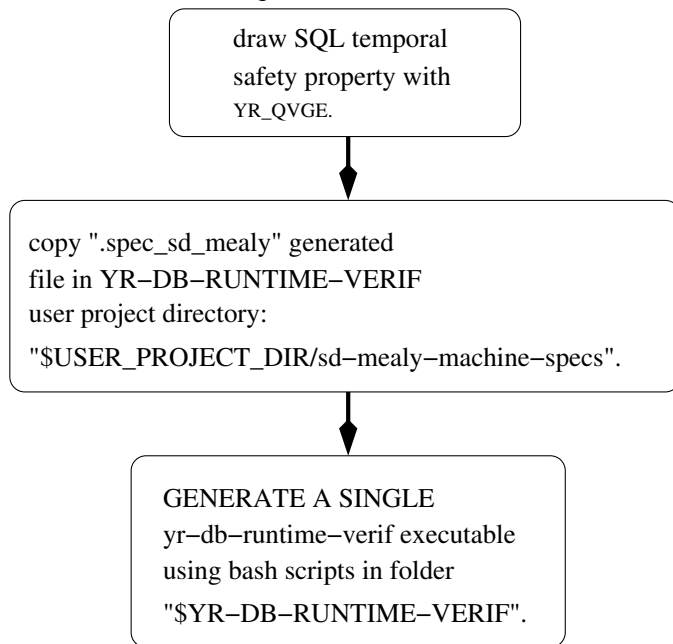 draw SQL temporal
safety property with
YR_QVGE.
copy ".spec_sd_mealy" generated
file in YR−DB−RUNTIME−VERIF
user project directory:
"$USER_PROJECT_DIR/sd−mealy−machine−specs".
GENERATE A SINGLE
yr−db−runtime−verif executable
using bash scripts in folder
"$YR−DB−RUNTIME−VERIF".